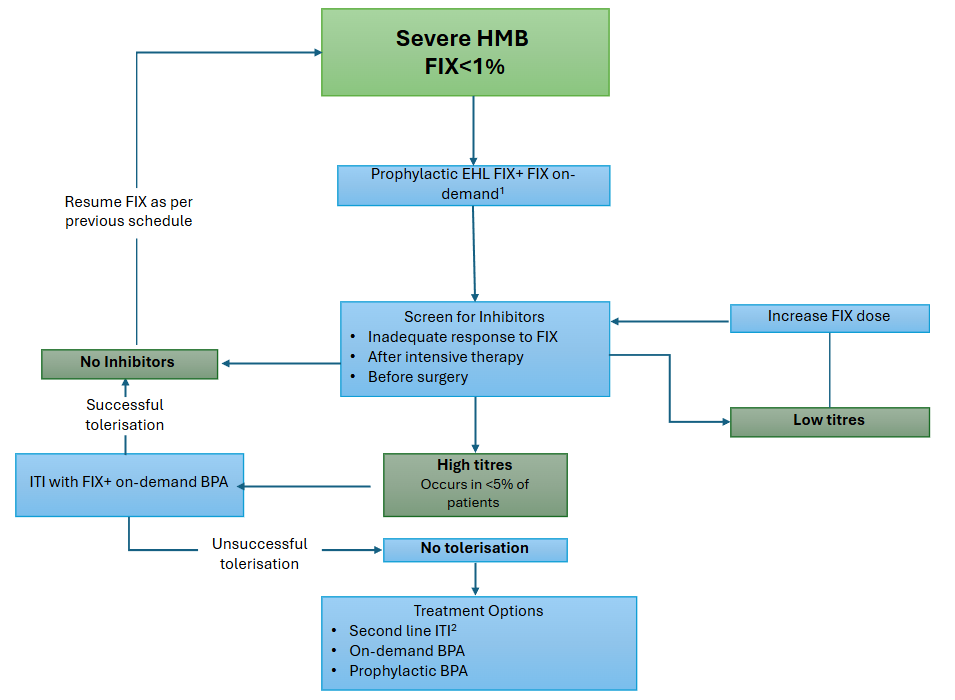 Severe HMB
FIX<1%
Prophylactic EHL FIX+ FIX on-
demand¹
Resume FIX as per
previous schedule
Screen for Inhibitors
• Inadequate response to FIX
• After intensive therapy
• Before surgery
Increase FIX dose
No Inhibitors
Low titres
Successful
tolerisation
High titres
Occurs in <5% of
patients
ITI with FIX+ on-demand BPA
Unsuccessful
tolerisation
No tolerisation
Treatment Options
• Second line ITI²
• On-demand BPA
• Prophylactic BPA